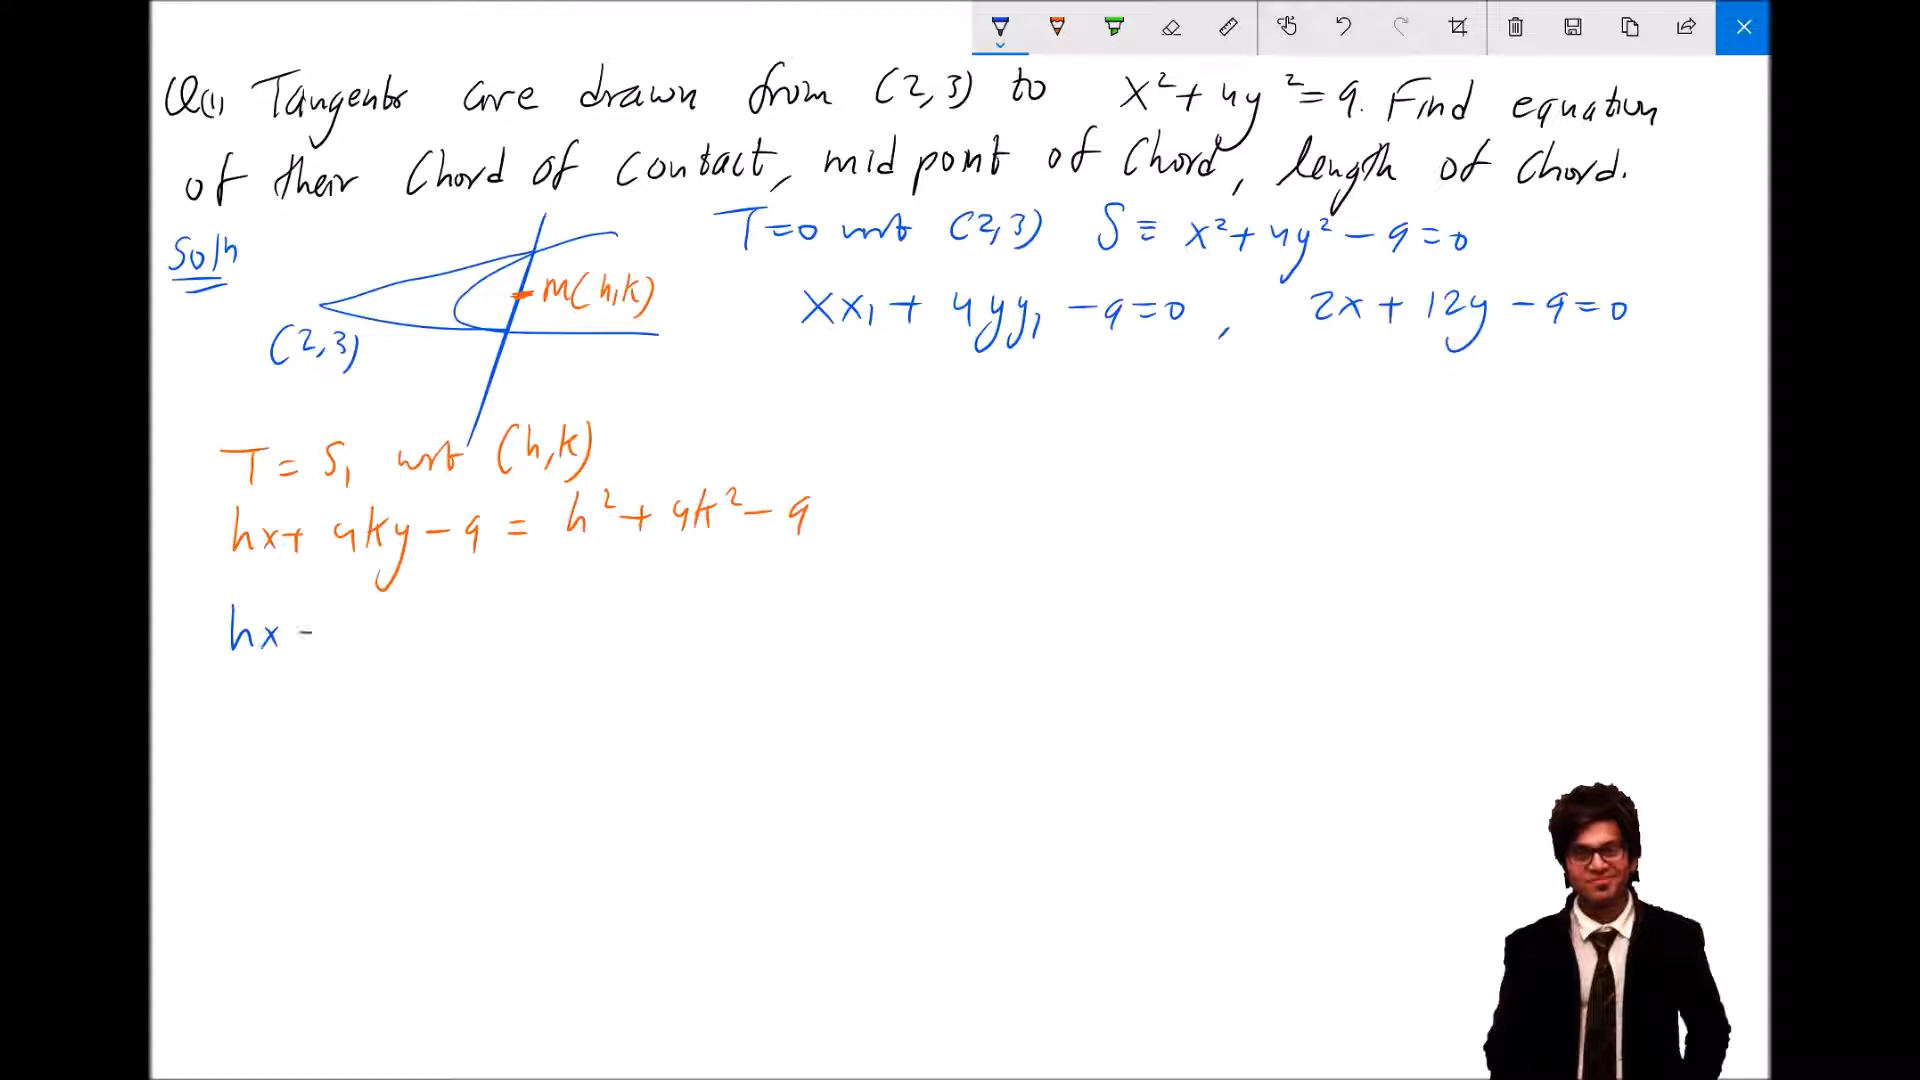 Q(1) Tangents are drawn from (2,3) to x² + 4y² = 9. Find equation
of their Chord of contact, mid point of Chord, length of Chord.
Soln
T=0 wrt (2,3) S ≡ x² + 4y² - 9 = 0
M(h,k)
xx₁ + 4yy₁ - 9 = 0, 2x + 12y - 9 = 0
(2,3)
T = S₁ wrt (h,k)
hx + 4ky - 9 = h² + 4k² - 9
hx -